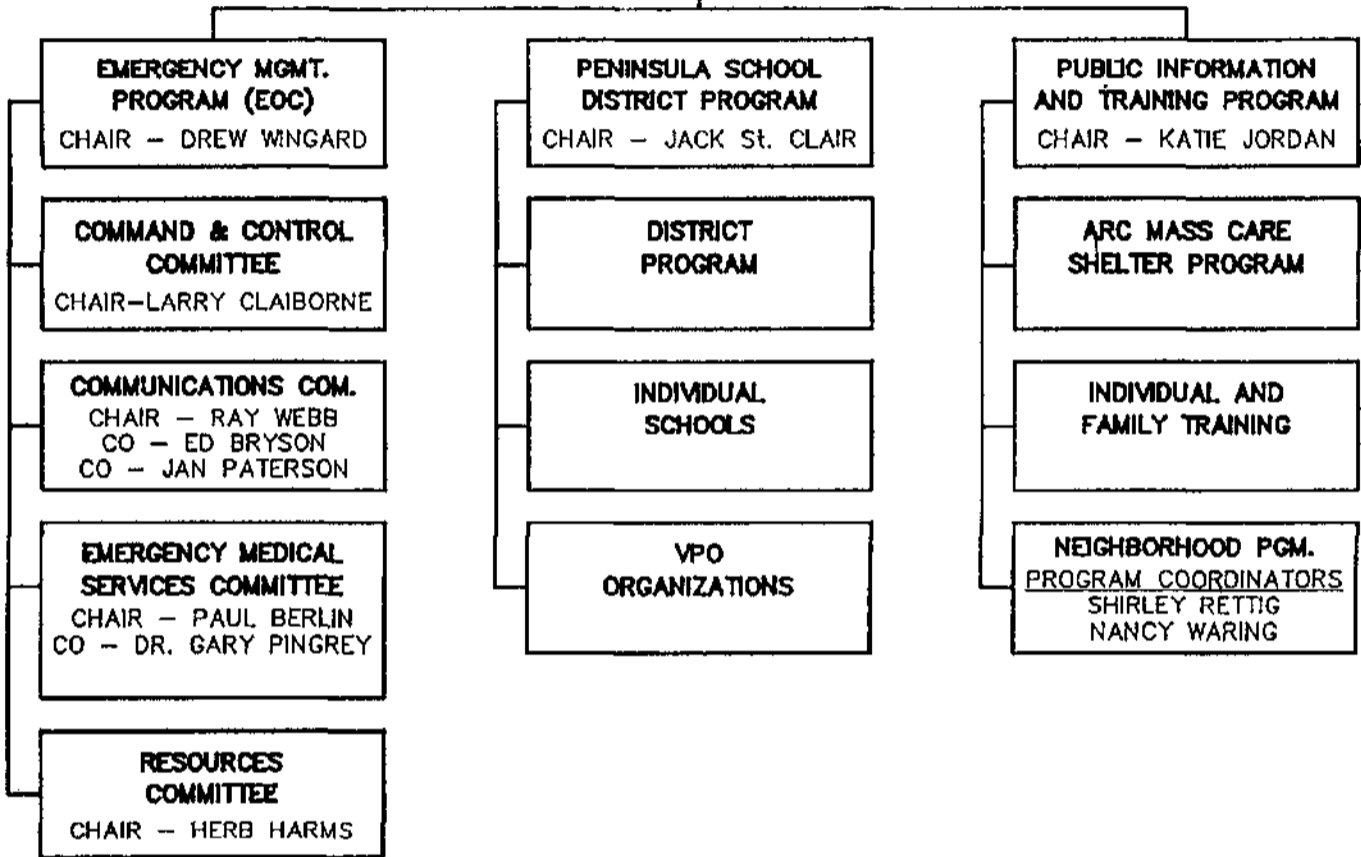 EMERGENCY MGMT.
PROGRAM (EOC)
CHAIR – DREW WINGARD
COMMAND & CONTROL
COMMITTEE
CHAIR–LARRY CLAIBORNE
COMMUNICATIONS COM.
CHAIR – RAY WEBB
CO – ED BRYSON
CO – JAN PATERSON
EMERGENCY MEDICAL
SERVICES COMMITTEE
CHAIR – PAUL BERLIN
CO – DR. GARY PINGREY
RESOURCES
COMMITTEE
CHAIR – HERB HARMS
PENINSULA SCHOOL
DISTRICT PROGRAM
CHAIR – JACK St. CLAIR
DISTRICT
PROGRAM
INDIVIDUAL
SCHOOLS
VPO
ORGANIZATIONS
PUBLIC INFORMATION
AND TRAINING PROGRAM
CHAIR – KATIE JORDAN
ARC MASS CARE
SHELTER PROGRAM
INDIVIDUAL AND
FAMILY TRAINING
NEIGHBORHOOD PGM.
PROGRAM COORDINATORS
SHIRLEY RETTIG
NANCY WARING